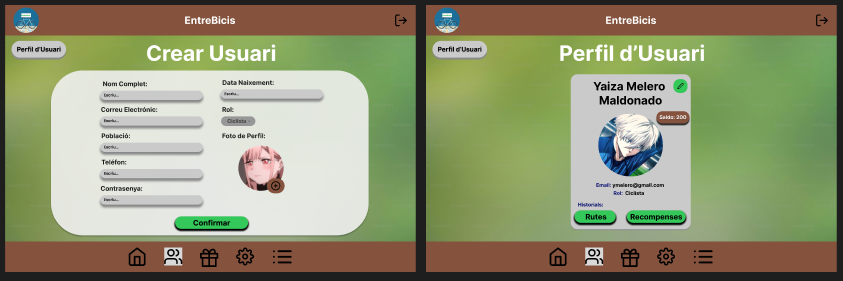 EntreBicis
Perfil d'Usuari
Crear Usuari
Nom Complet:
Escriu...
Correu Electrònic:
Escriu...
Població:
Escriu...
Telèfon:
Escriu...
Contrasenya:
Escriu...
Data Naixement:
Escriu...
Rol:
Ciclista
Foto de Perfil:
Confirmar
EntreBicis
Perfil d'Usuari
Perfil d'Usuari
Yaiza Melero
Maldonado
Saldo: 200
Email: ymelero@gmail.com
Rol: Ciclista
Historials:
Rutes
Recompenses